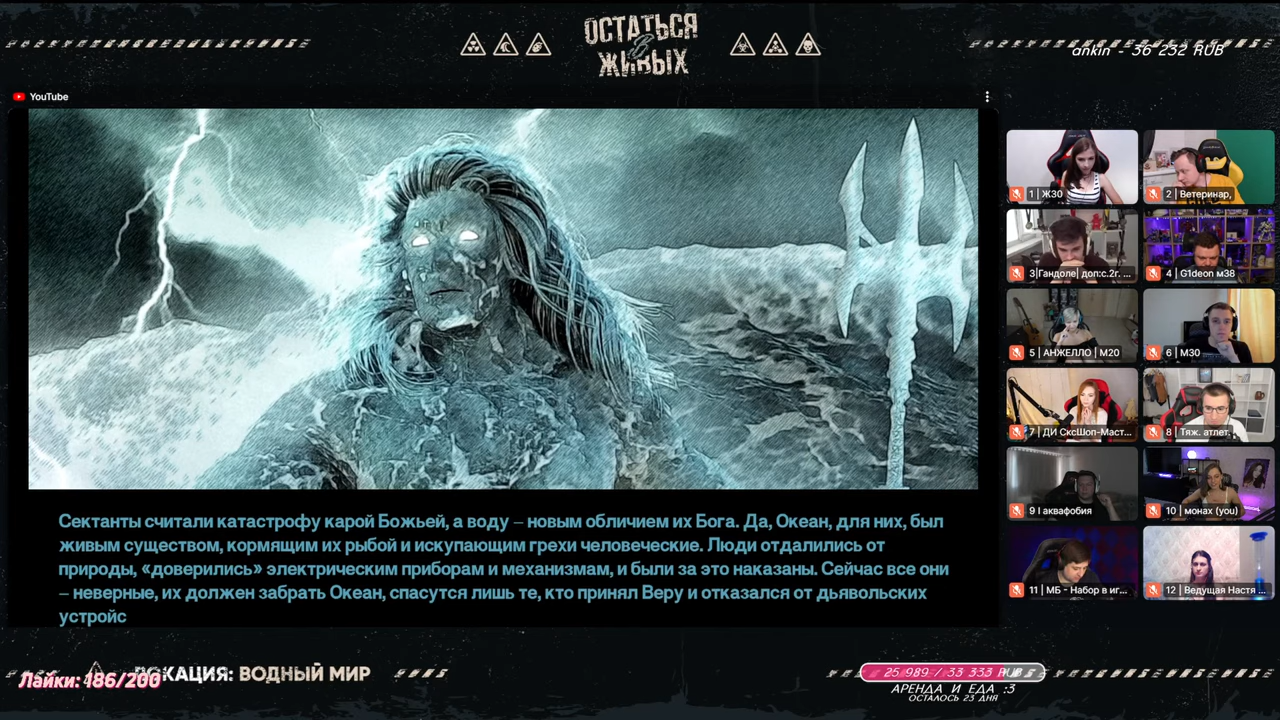 ОСТАТЬСЯ
В
ЖИВЫХ
ankin - 36 232 RUB
YouTube
1 | Ж30
2 | Ветеринар,
3|Гандоле| доп:с.2г. ...
4 | G1deon м38
5 | АНЖЕЛЛО | М20
6 | М30
7 | ДИ СксШоп-Маст...
8 | Тяж. атлет,
9 I аквафобия
10 | монах (you)
11 | МБ - Набор в иг...
12 | Ведущая Настя ...
Сектанты считали катастрофу карой Божьей, а воду – новым обличием их Бога. Да, Океан, для них, был
живым существом, кормящим их рыбой и искупающим грехи человеческие. Люди отдалились от
природы, «доверились» электрическим приборам и механизмам, и были за это наказаны. Сейчас все они
– неверные, их должен забрать Океан, спасутся лишь те, кто принял Веру и отказался от дьявольских
устройс
ЛОКАЦИЯ: ВОДНЫЙ МИР
Лайки: 186/200
25 989 / 33 333 RUB
АРЕНДА И ЕДА :3
ОСТАЛОСЬ 23 ДНЯ